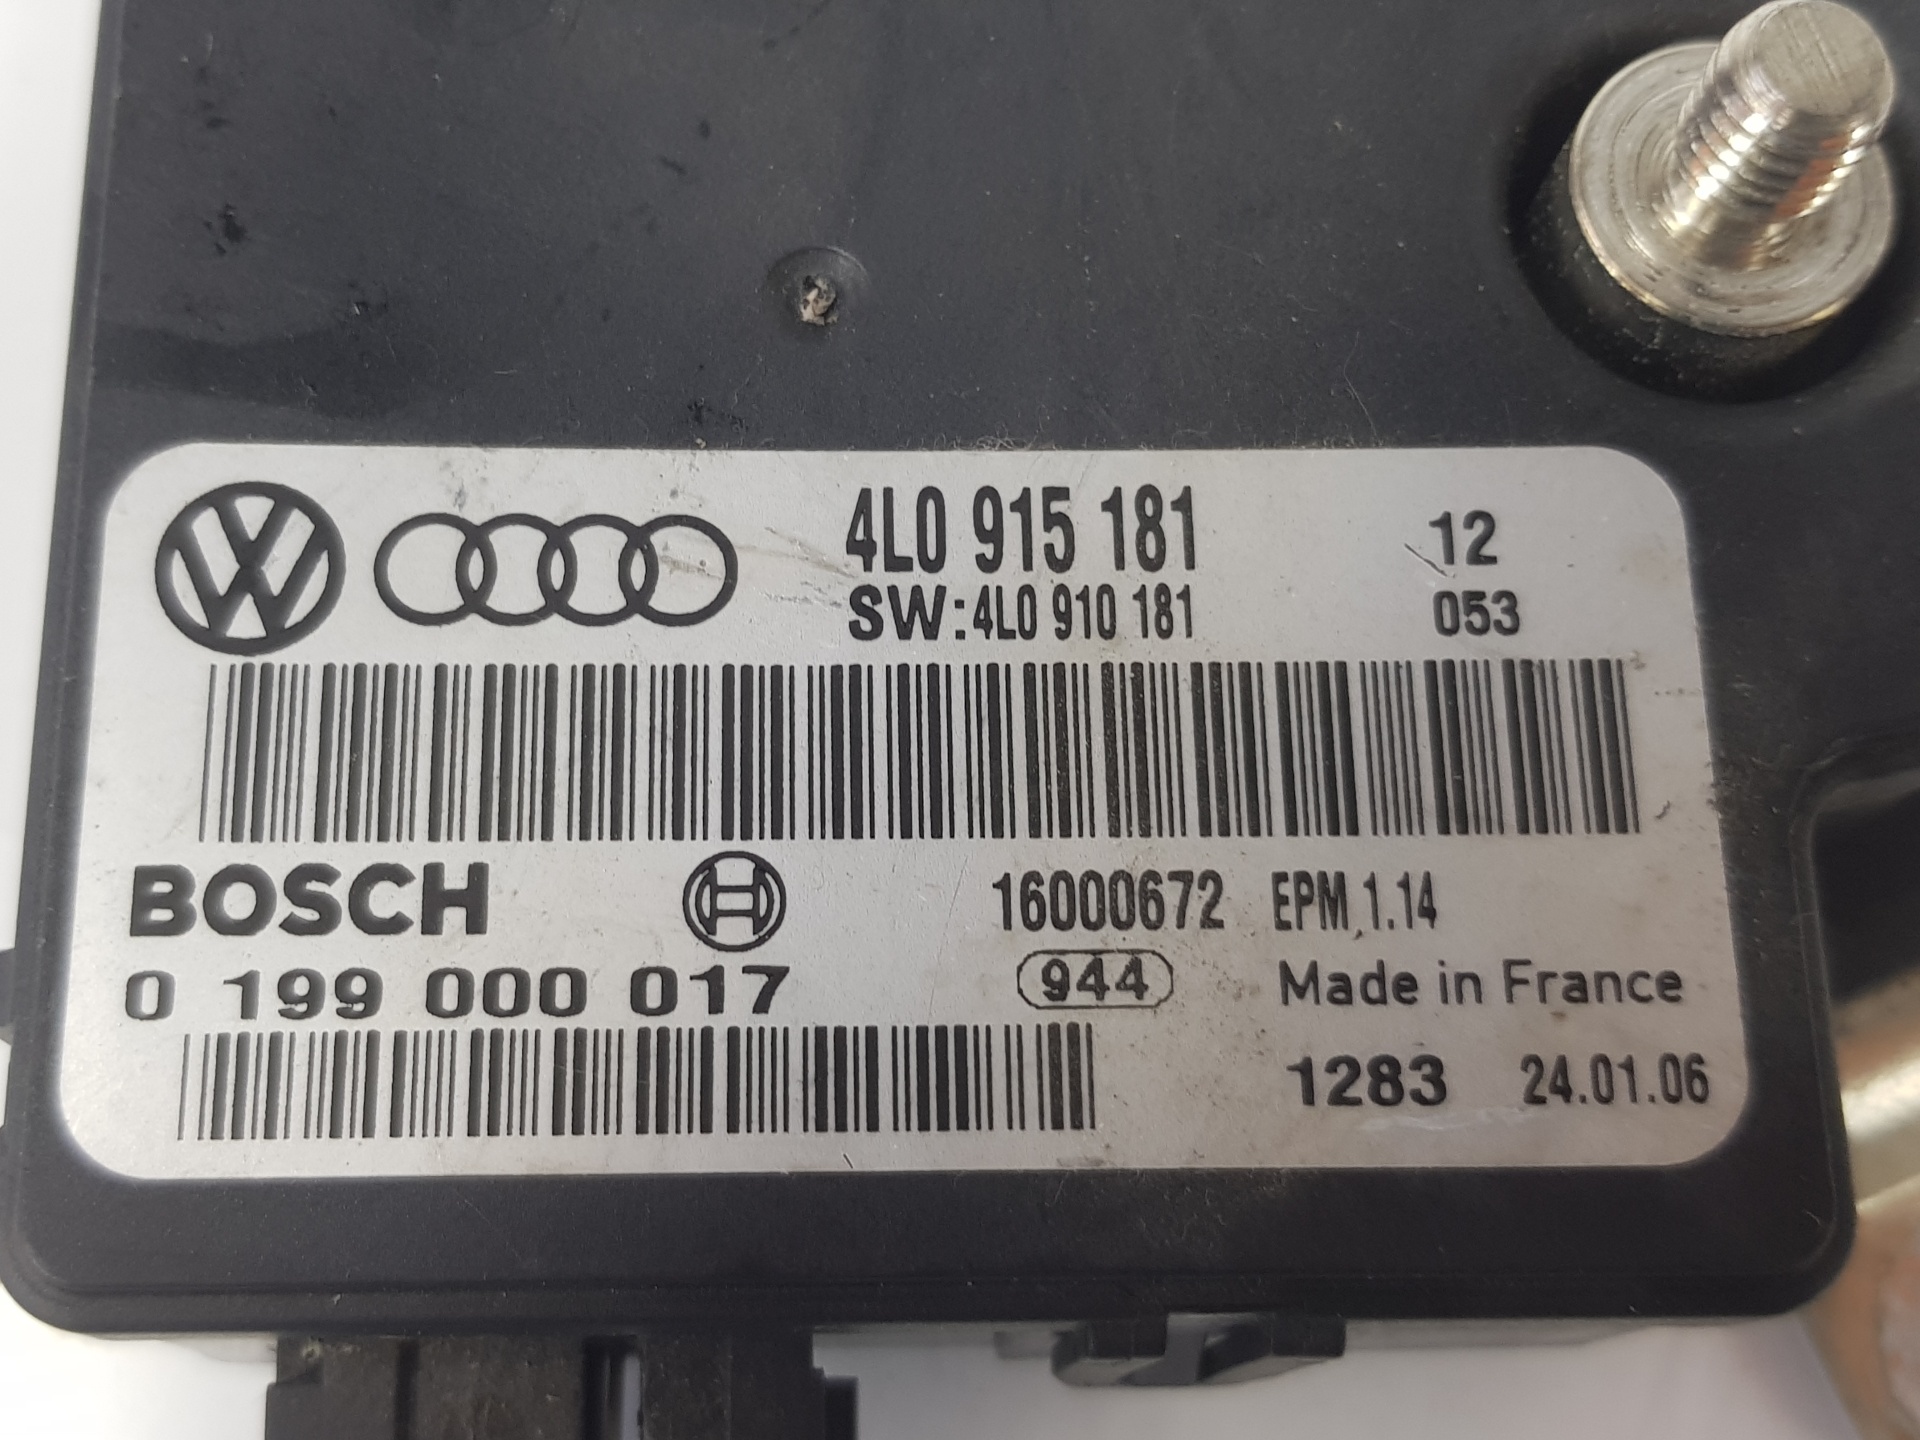 4L0 915 181 12
SW:4L0 910 181 053
BOSCH 16000672 EPM 1.14
0 199 000 017 944 Made in France
1283 24.01.06